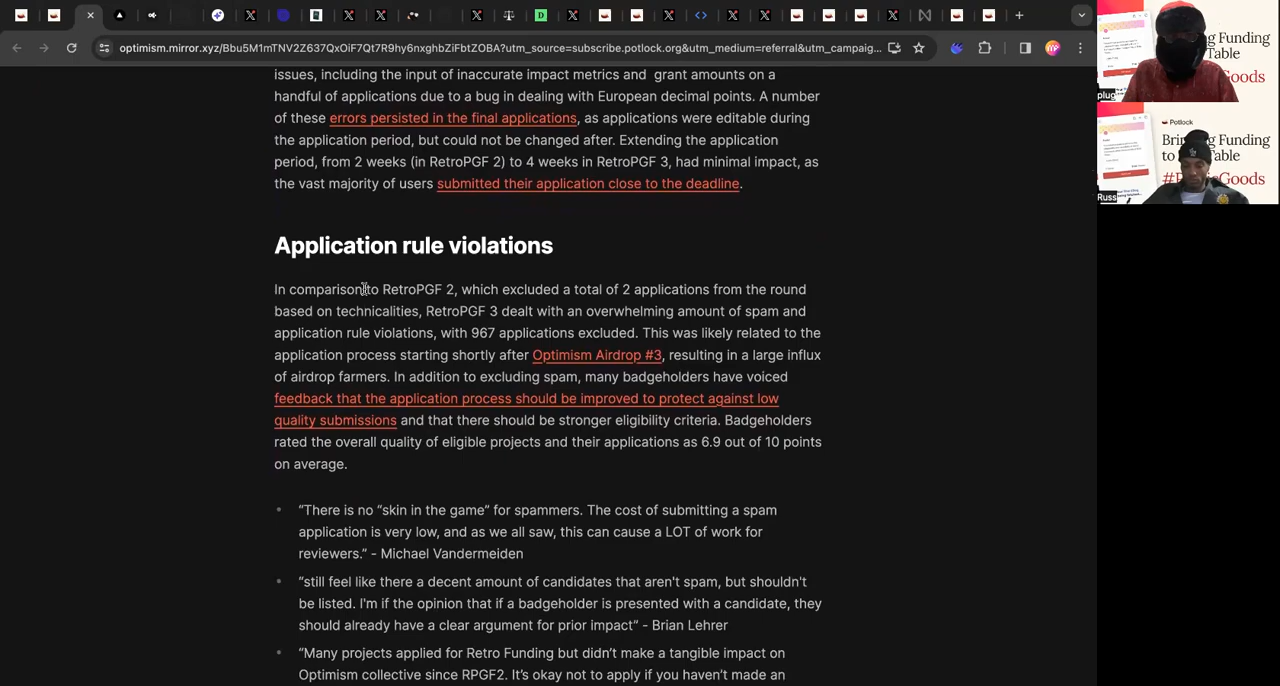 optimism.mirror.xyz/Bbu5M1mTNV2Z637QxOiF7Qt7R9hy6nxghbZiFbtZOBA?utm_source=subscribe.potlock.org&utm_medium=referral&utm_campaig...
issues, including the input of inaccurate impact metrics and grant amounts on a
handful of applications due to a bug in dealing with European decimal points. A number
of these errors persisted in the final applications, as applications were editable during
the application period, but could not be changed after. Extending the application
period, from 2 weeks (in RetroPGF 2) to 4 weeks in RetroPGF 3, had minimal impact, as
the vast majority of users submitted their application close to the deadline.
Application rule violations
In comparison to RetroPGF 2, which excluded a total of 2 applications from the round
based on technicalities, RetroPGF 3 dealt with an overwhelming amount of spam and
application rule violations, with 967 applications excluded. This was likely related to the
application process starting shortly after Optimism Airdrop #3, resulting in a large influx
of airdrop farmers. In addition to excluding spam, many badgeholders have voiced
feedback that the application process should be improved to protect against low
quality submissions and that there should be stronger eligibility criteria. Badgeholders
rated the overall quality of eligible projects and their applications as 6.9 out of 10 points
on average.
• “There is no “skin in the game” for spammers. The cost of submitting a spam
application is very low, and as we all saw, this can cause a LOT of work for
reviewers.” - Michael Vandermeiden
• “still feel like there a decent amount of candidates that aren't spam, but shouldn't
be listed. I'm if the opinion that if a badgeholder is presented with a candidate, they
should already have a clear argument for prior impact“ - Brian Lehrer
• “Many projects applied for Retro Funding but didn’t make a tangible impact on
Optimism collective since RPGF2. It’s okay not to apply if you haven’t made an
ng Funding
Table
Goods
plug
Potlock
Bri ng Funding
to Table
#P Goods
Russ